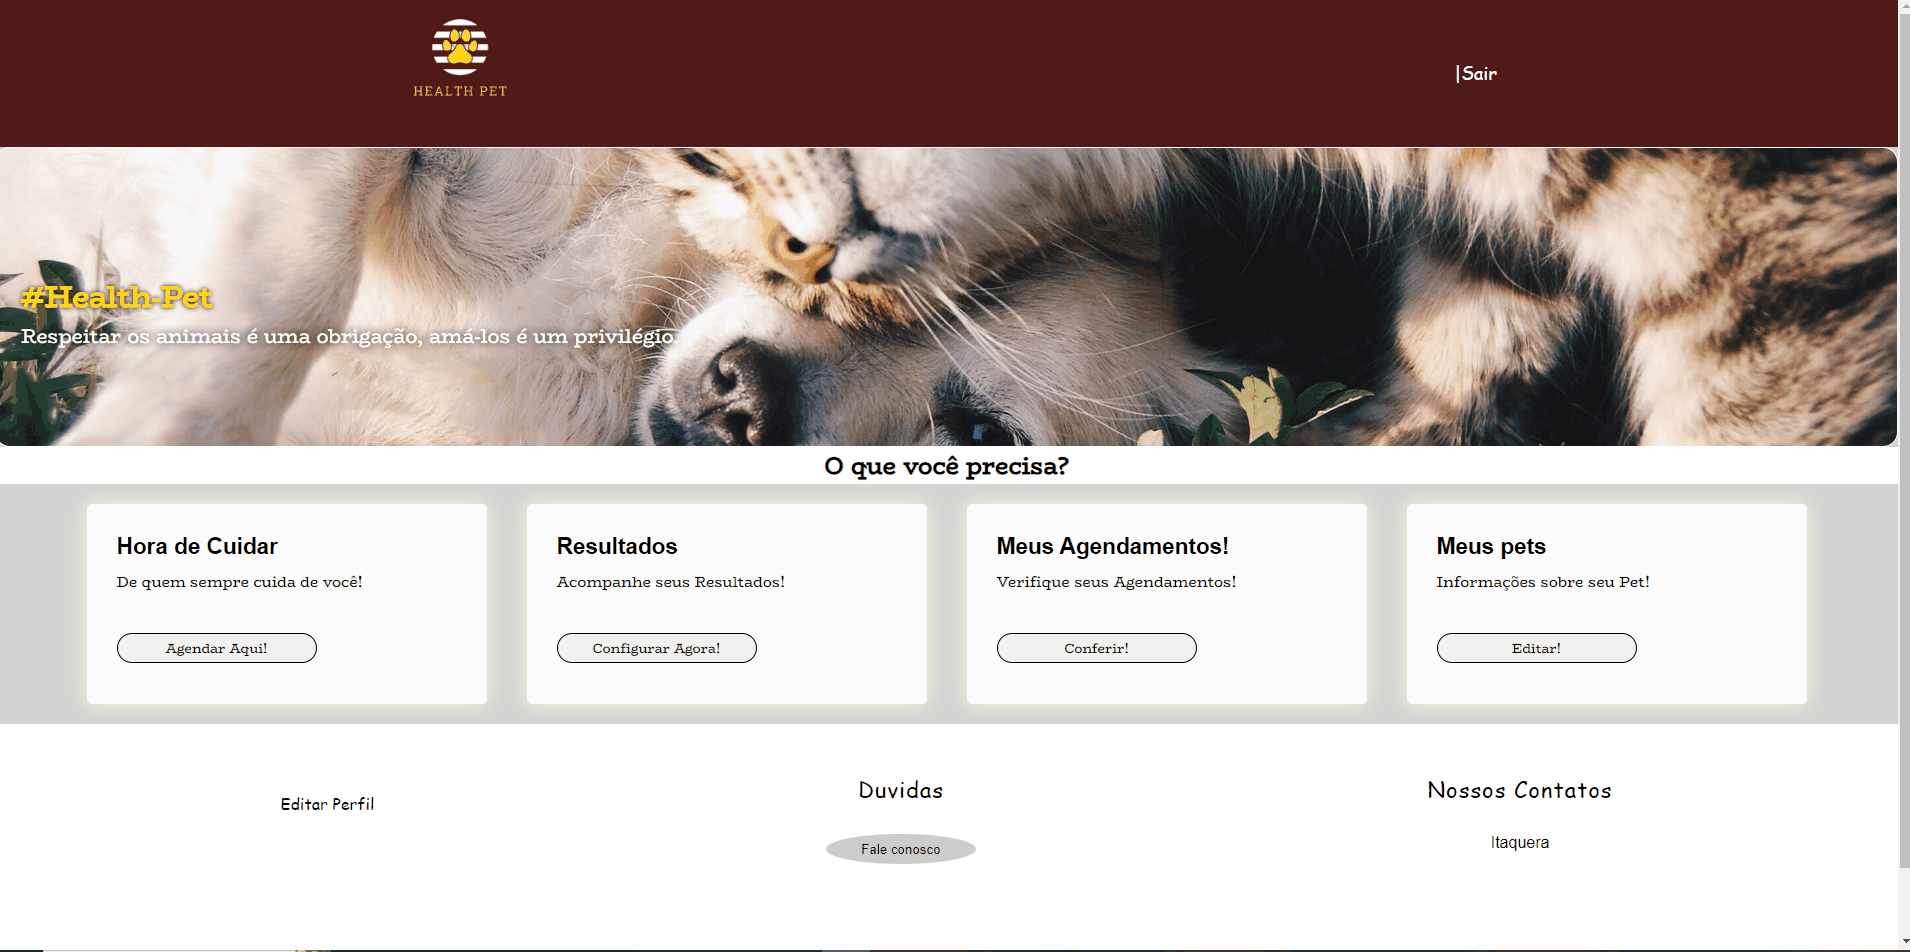 HEALTH PET
|Sair
#Health-Pet
Respeitar os animais é uma obrigação, amá-los é um privilégio.
O que você precisa?
Hora de Cuidar
De quem sempre cuida de você!
Agendar Aqui!
Resultados
Acompanhe seus Resultados!
Configurar Agora!
Meus Agendamentos!
Verifique seus Agendamentos!
Conferir!
Meus pets
Informações sobre seu Pet!
Editar!
Editar Perfil
Duvidas
Fale conosco
Nossos Contatos
Itaquera